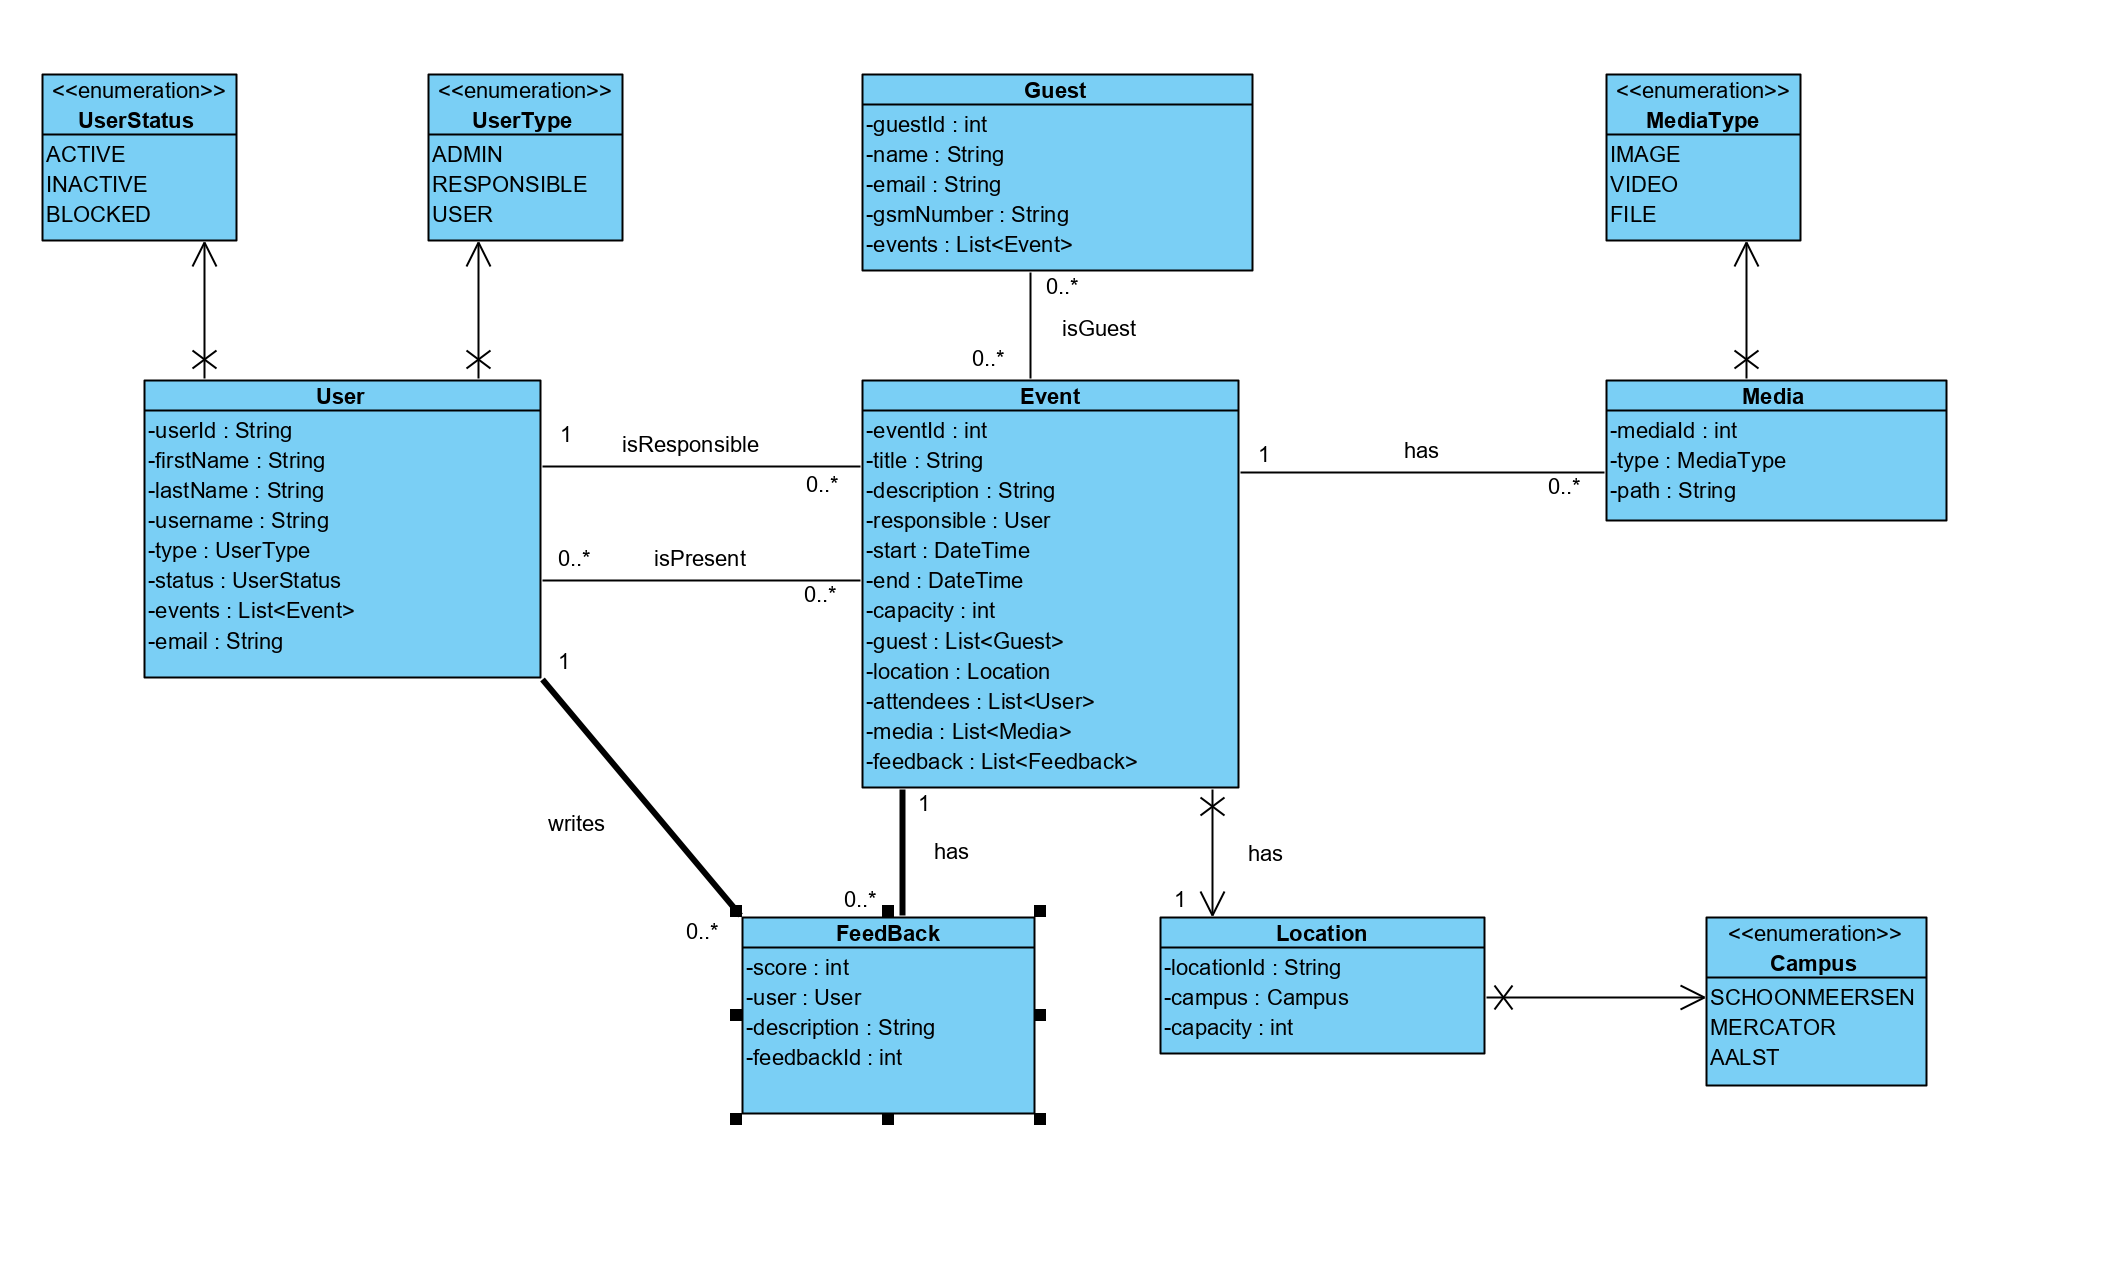 <<enumeration>>
UserStatus
ACTIVE
INACTIVE
BLOCKED
<<enumeration>>
UserType
ADMIN
RESPONSIBLE
USER
Guest
-guestId : int
-name : String
-email : String
-gsmNumber : String
-events : List<Event>
<<enumeration>>
MediaType
IMAGE
VIDEO
FILE
0..*
isGuest
0..*
User
-userId : String
-firstName : String
-lastName : String
-username : String
-type : UserType
-status : UserStatus
-events : List<Event>
-email : String
1
isResponsible
0..*
0..*
isPresent
0..*
Event
-eventId : int
-title : String
-description : String
-responsible : User
-start : DateTime
-end : DateTime
-capacity : int
-guest : List<Guest>
-location : Location
-attendees : List<User>
-media : List<Media>
-feedback : List<Feedback>
1
has
0..*
Media
-mediaId : int
-type : MediaType
-path : String
1
writes
0..*
1
has
0..*
has
1
FeedBack
-score : int
-user : User
-description : String
-feedbackId : int
Location
-locationId : String
-campus : Campus
-capacity : int
<<enumeration>>
Campus
SCHOONMEERSEN
MERCATOR
AALST